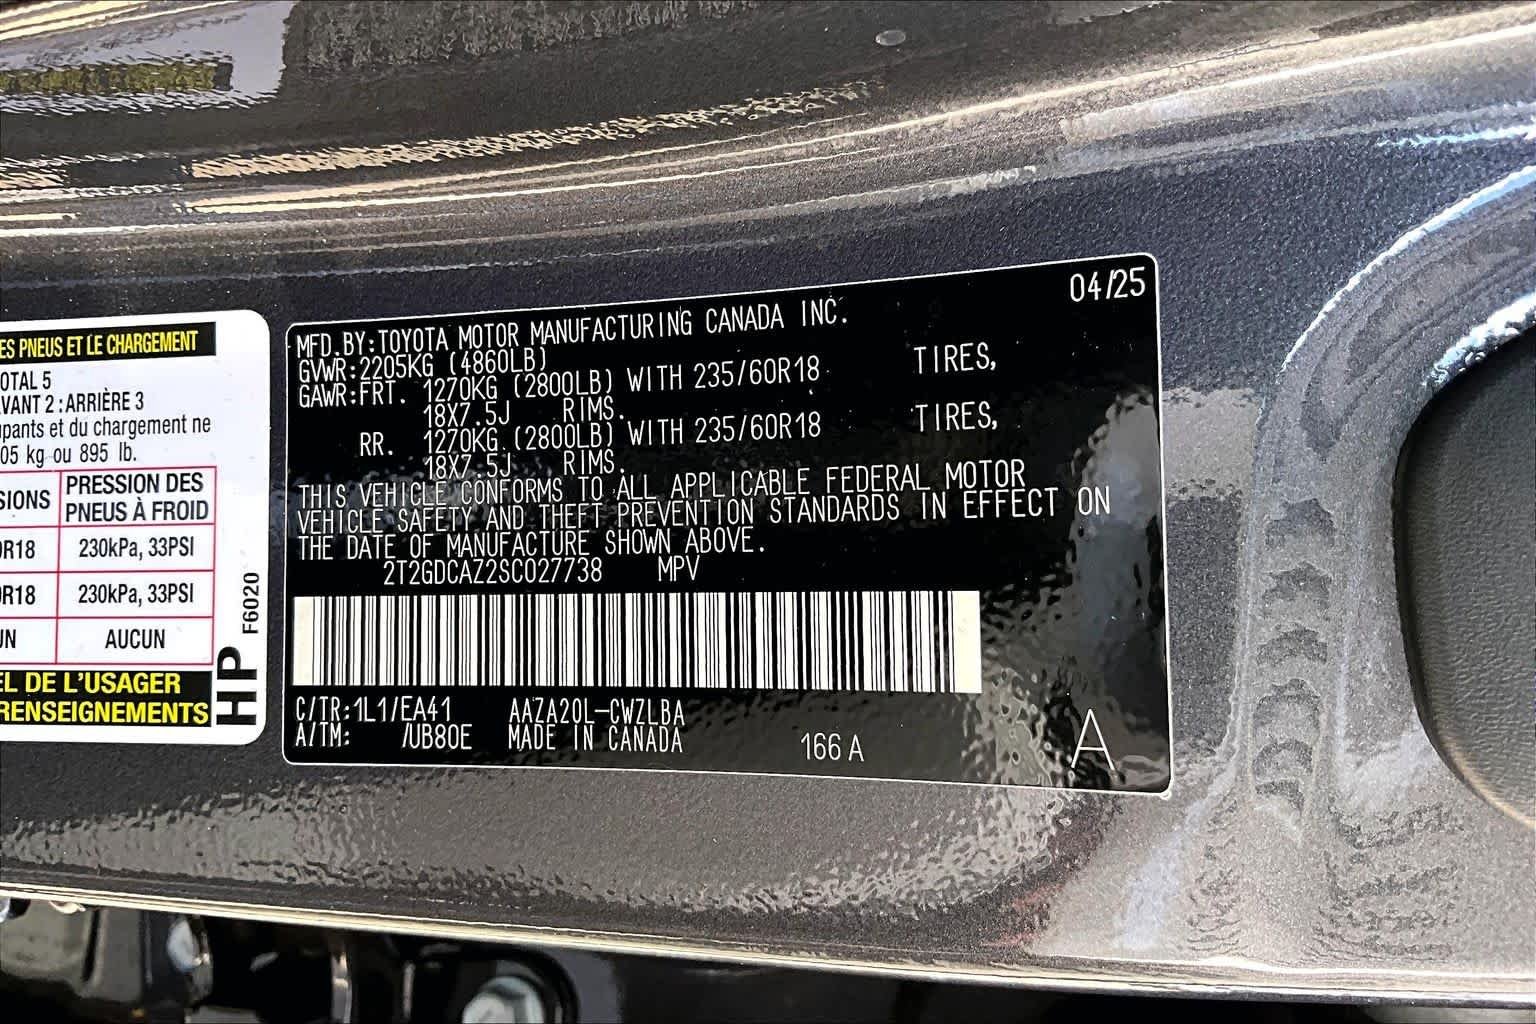 ES PNEUS ET LE CHARGEMENT
OTAL 5
VANT 2 : ARRIÈRE 3
upants et du chargement ne
05 kg ou 895 lb.
SIONS PRESSION DES PNEUS À FROID
0R18 230kPa, 33PSI
0R18 230kPa, 33PSI
UN AUCUN
EL DE L'USAGER
RENSEIGNEMENTS
HP F6020
04/25
MFD.BY:TOYOTA MOTOR MANUFACTURING CANADA INC.
GVWR:2205KG (4860LB)
GAWR:FRT. 1270KG (2800LB) WITH 235/60R18 TIRES,
18X7.5J RIMS.
RR. 1270KG (2800LB) WITH 235/60R18 TIRES,
18X7.5J RIMS.
THIS VEHICLE CONFORMS TO ALL APPLICABLE FEDERAL MOTOR
VEHICLE SAFETY AND THEFT PREVENTION STANDARDS IN EFFECT ON
THE DATE OF MANUFACTURE SHOWN ABOVE.
2T2GDCAZ2SC027738 MPV
C/TR:1L1/EA41 AAZA20L-CWZLBA
A/TM: /UB80E MADE IN CANADA
166 A
A